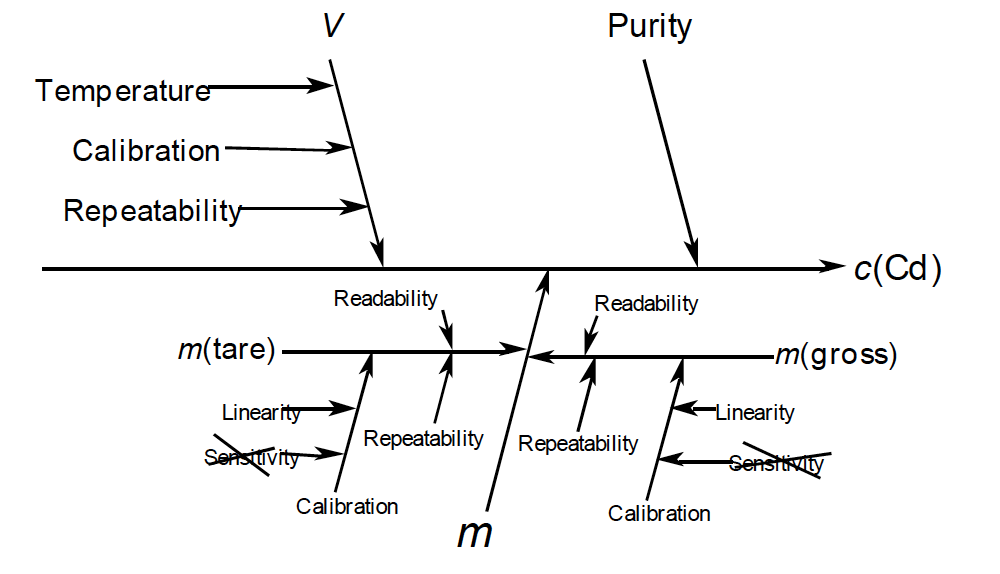 V
Purity
Temperature
Calibration
Repeatability
c(Cd)
Readability
Readability
m(tare)
m(gross)
Linearity
Linearity
Repeatability
Repeatability
Sensitivity
Sensitivity
Calibration
Calibration
m